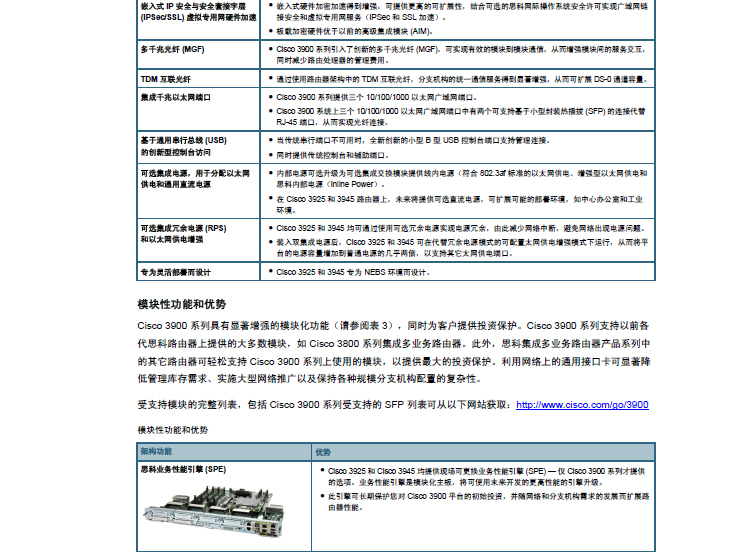 嵌入式 IP 安全与安全套接字层
(IPSec/SSL) 虚拟专用网硬件加速
● 嵌入式硬件加密加速得到增强，可提供更高的可扩展性，结合可选的思科网际操作系统安全许可实现广域网链
接安全和虚拟专用网服务（IPSec 和 SSL 加速）。
● 板载加密硬件优于以前的高级集成模块 (AIM)。
多千兆光纤 (MGF)
● Cisco 3900 系列引入了创新的多千兆光纤 (MGF)，可实现有效的模块到模块通信，从而增强模块间的服务交互，
同时减少路由处理器的管理费用。
TDM 互联光纤
● 通过使用路由器架构中的 TDM 互联光纤，分支机构的统一通信服务得到显著增强，从而可扩展 DS-0 通道容量。
集成千兆以太网端口
● Cisco 3900 系列提供三个 10/100/1000 以太网广域网端口。
● Cisco 3900 系统上三个 10/100/1000 以太网广域网端口中有两个可支持基于小型封装热插拔 (SFP) 的连接代替
RJ-45 端口，从而实现光纤连接。
基于通用串行总线 (USB)
的创新型控制台访问
● 当传统串行端口不可用时，全新创新的小型 B 型 USB 控制台端口支持管理连接。
● 同时提供传统控制台和辅助端口。
可选集成电源，用于分配以太网
供电和通用直流电源
● 内部电源可选升级为可选集成交换模块提供线内电源（符合 802.3af 标准的以太网供电、增强型以太网供电和
思科内部电源（Inline Power）。
● 在 Cisco 3925 和 3945 路由器上，未来将提供可选直流电源，可扩展可能的部署环境，如中心办公室和工业
环境。
可选集成冗余电源 (RPS)
和以太网供电增强
● Cisco 3925 和 3945 均可通过使用可选冗余电源实现电源冗余，由此减少网络中断，避免网络出现电源问题。
● 装入双集成电源后，Cisco 3925 和 3945 可在代替冗余电源模式的可配置太网供电增强模式下运行，从而将平
台的电源容量增加到普通电源的几乎两倍，以支持其它太网供电端口。
专为灵活部署而设计
● Cisco 3925 和 3945 专为 NEBS 环境而设计。
模块性功能和优势
Cisco 3900 系列具有显著增强的模块化功能（请参阅表 3），同时为客户提供投资保护。Cisco 3900 系列支持以前各
代思科路由器上提供的大多数模块，如 Cisco 3800 系列集成多业务路由器。此外，思科集成多业务路由器产品系列中
的其它路由器可轻松支持 Cisco 3900 系列上使用的模块，以提供最大的投资保护。利用网络上的通用接口卡可显著降
低管理库存需求、实施大型网络推广以及保持各种规模分支机构配置的复杂性。
受支持模块的完整列表，包括 Cisco 3900 系列受支持的 SFP 列表可从以下网站获取：http://www.cisco.com/go/3900
模块性功能和优势
架构功能
优势
思科业务性能引擎 (SPE)
● Cisco 3925 和 Cisco 3945 均提供现场可更换业务性能引擎 (SPE) — 仅 Cisco 3900 系列才提供
的选项。业务性能引擎是模块化主板，将可使用未来开发的更高性能的引擎升级。
● 此引擎可长期保护您对 Cisco 3900 平台的初始投资，并随网络和分支机构需求的发展而扩展路
由器性能。